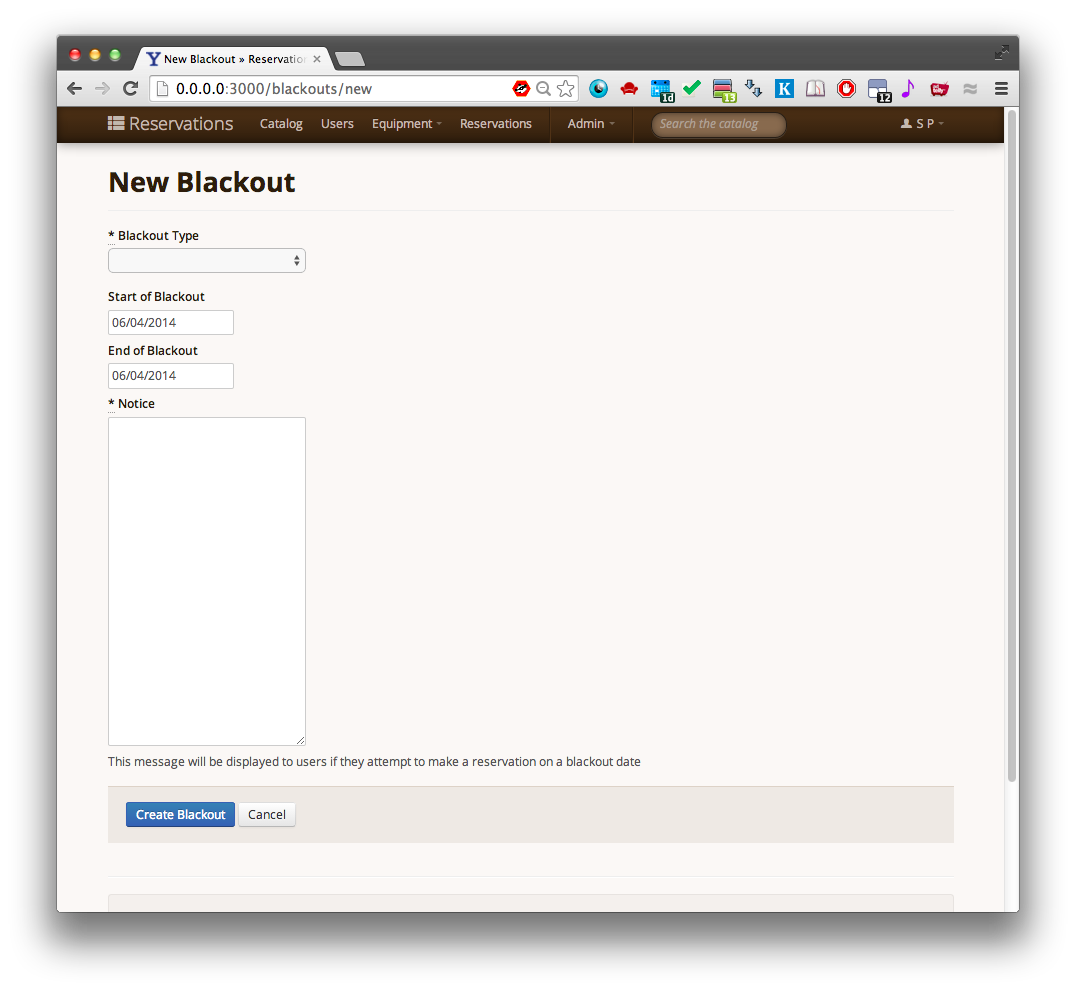 New Blackout » Reservatio
0.0.0.0:3000/blackouts/new
1d
13
K
12
Reservations Catalog Users Equipment Reservations Admin Search the catalog S P
New Blackout
* Blackout Type
Start of Blackout
06/04/2014
End of Blackout
06/04/2014
* Notice
This message will be displayed to users if they attempt to make a reservation on a blackout date
Create Blackout Cancel